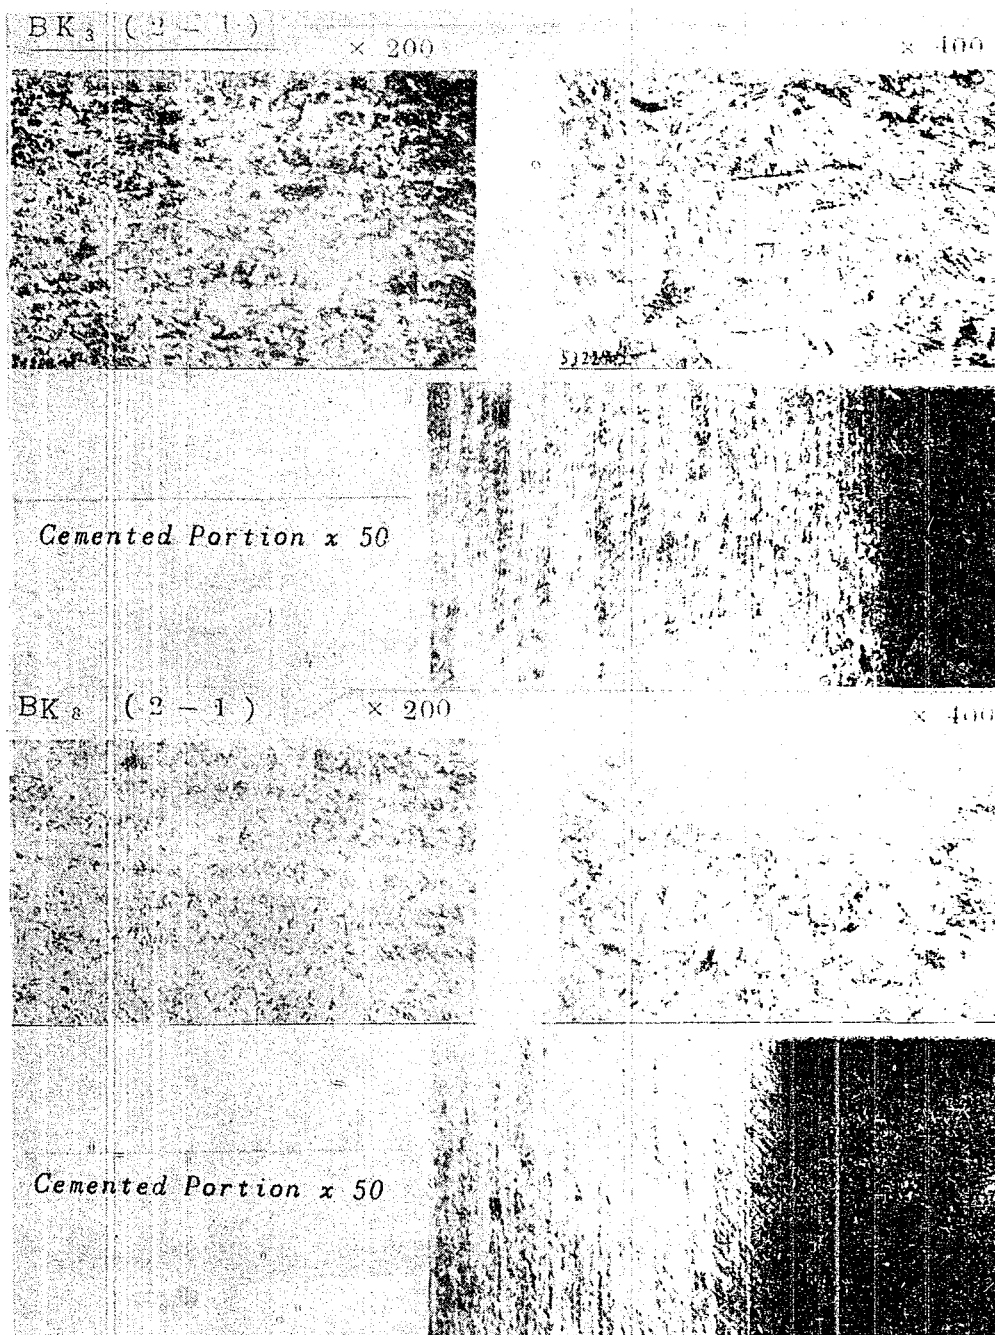 BK₃ (2-1)
× 200
× 400
Cemented Portion x 50
BK₈ (2-1)
× 200
× 400
Cemented Portion x 50